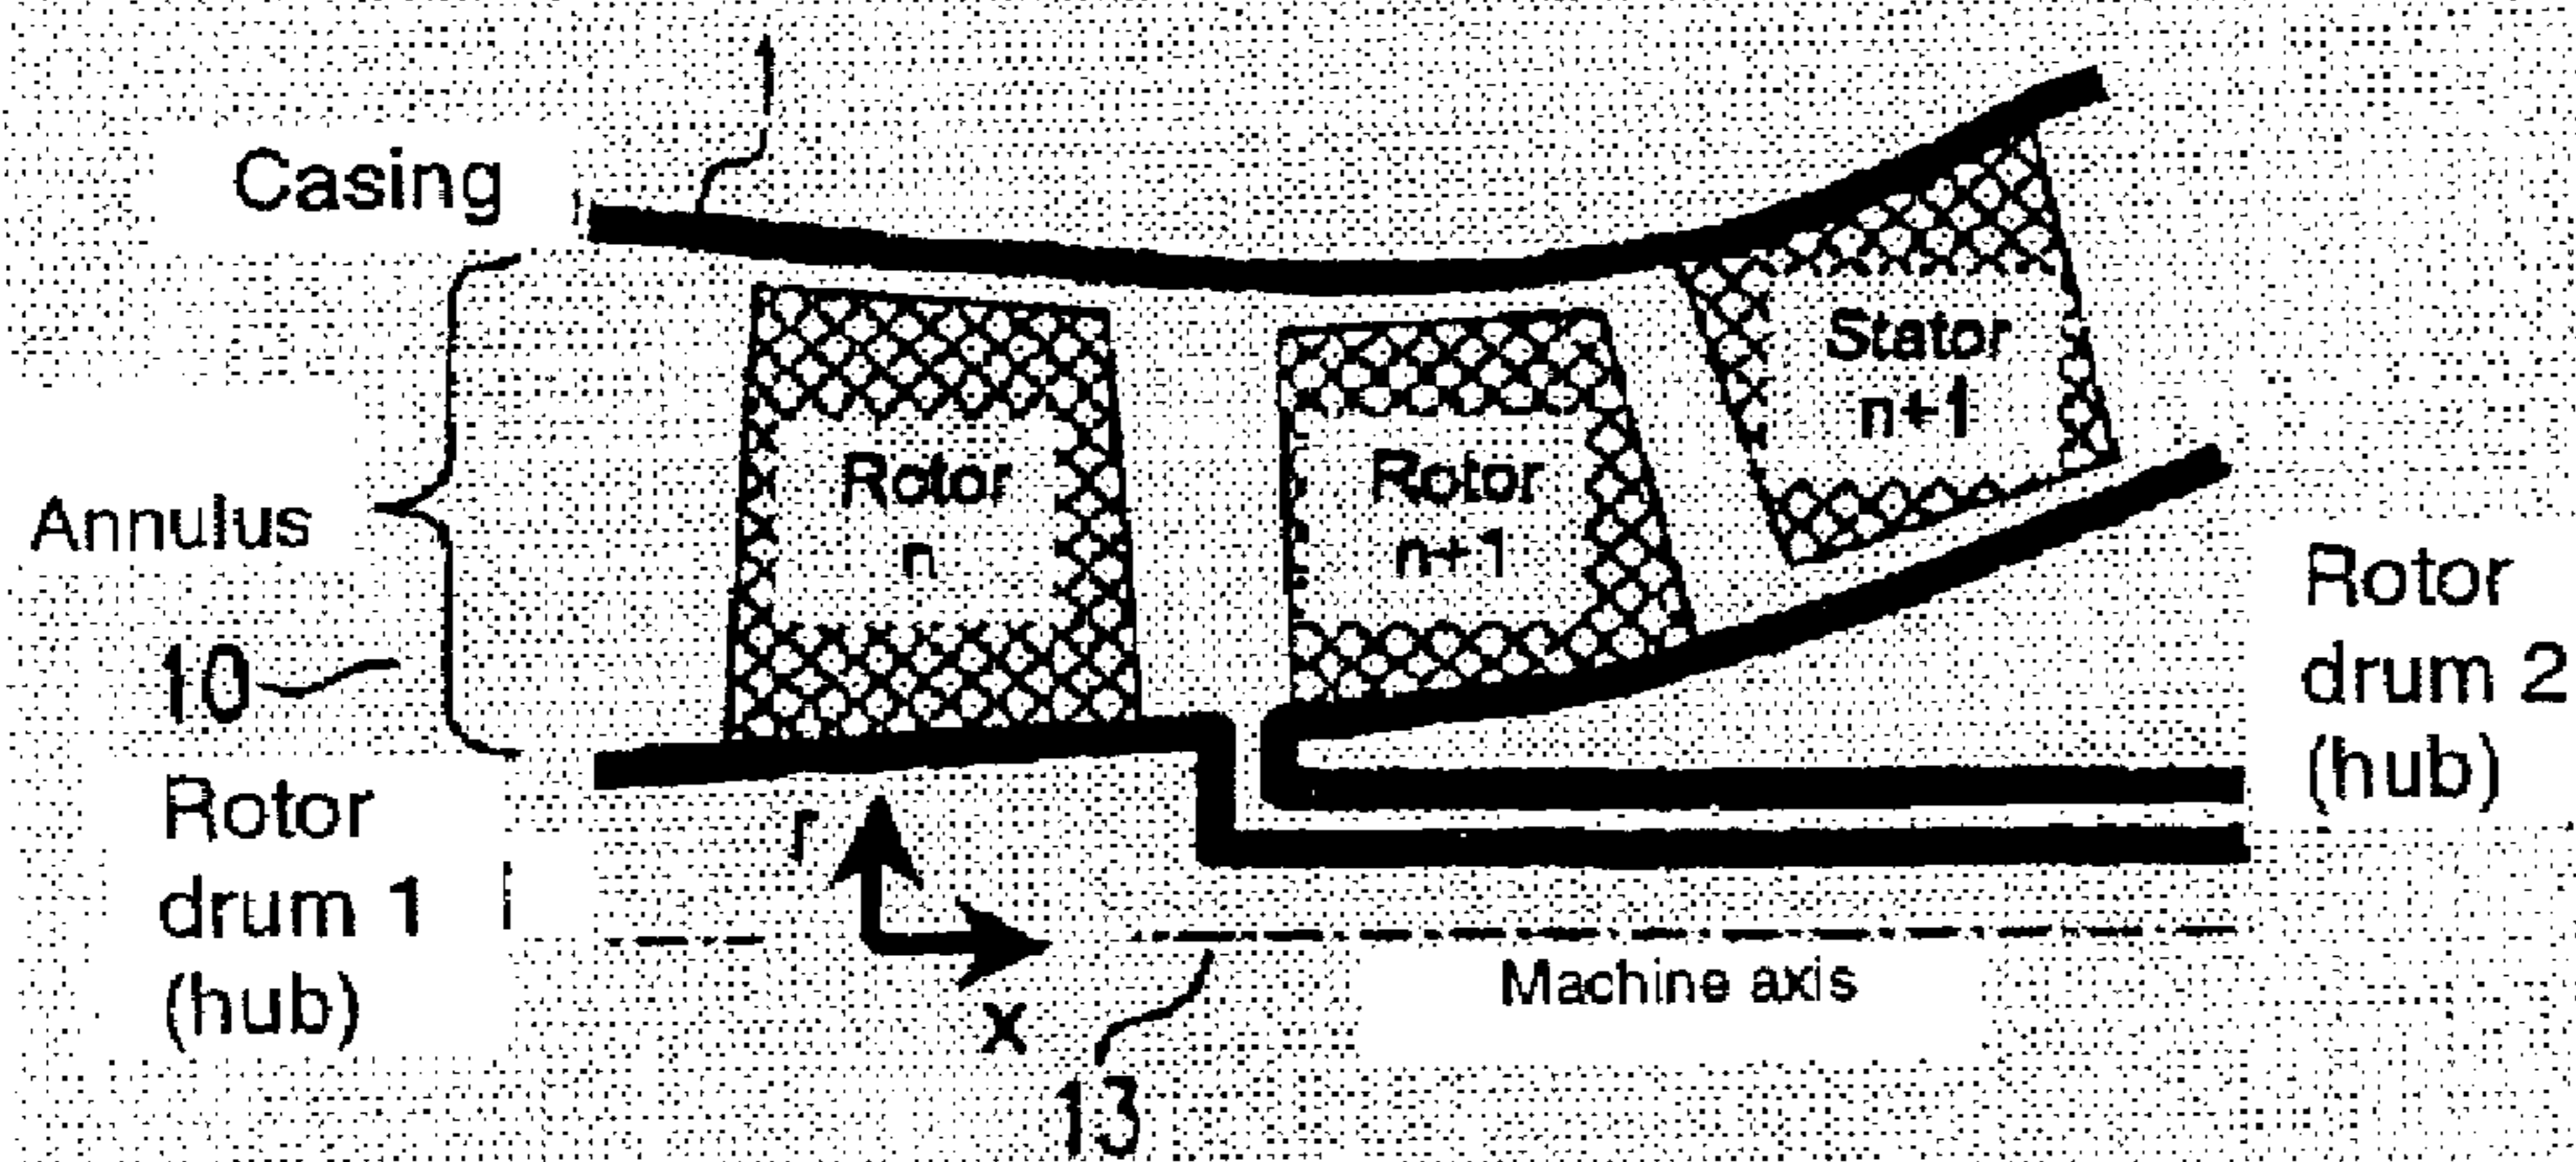 1
Casing
Stator
n+1
Rotor
n
Rotor
n+1
Annulus
10
Rotor
drum 1
(hub)
Rotor
drum 2
(hub)
r
x
Machine axis
13